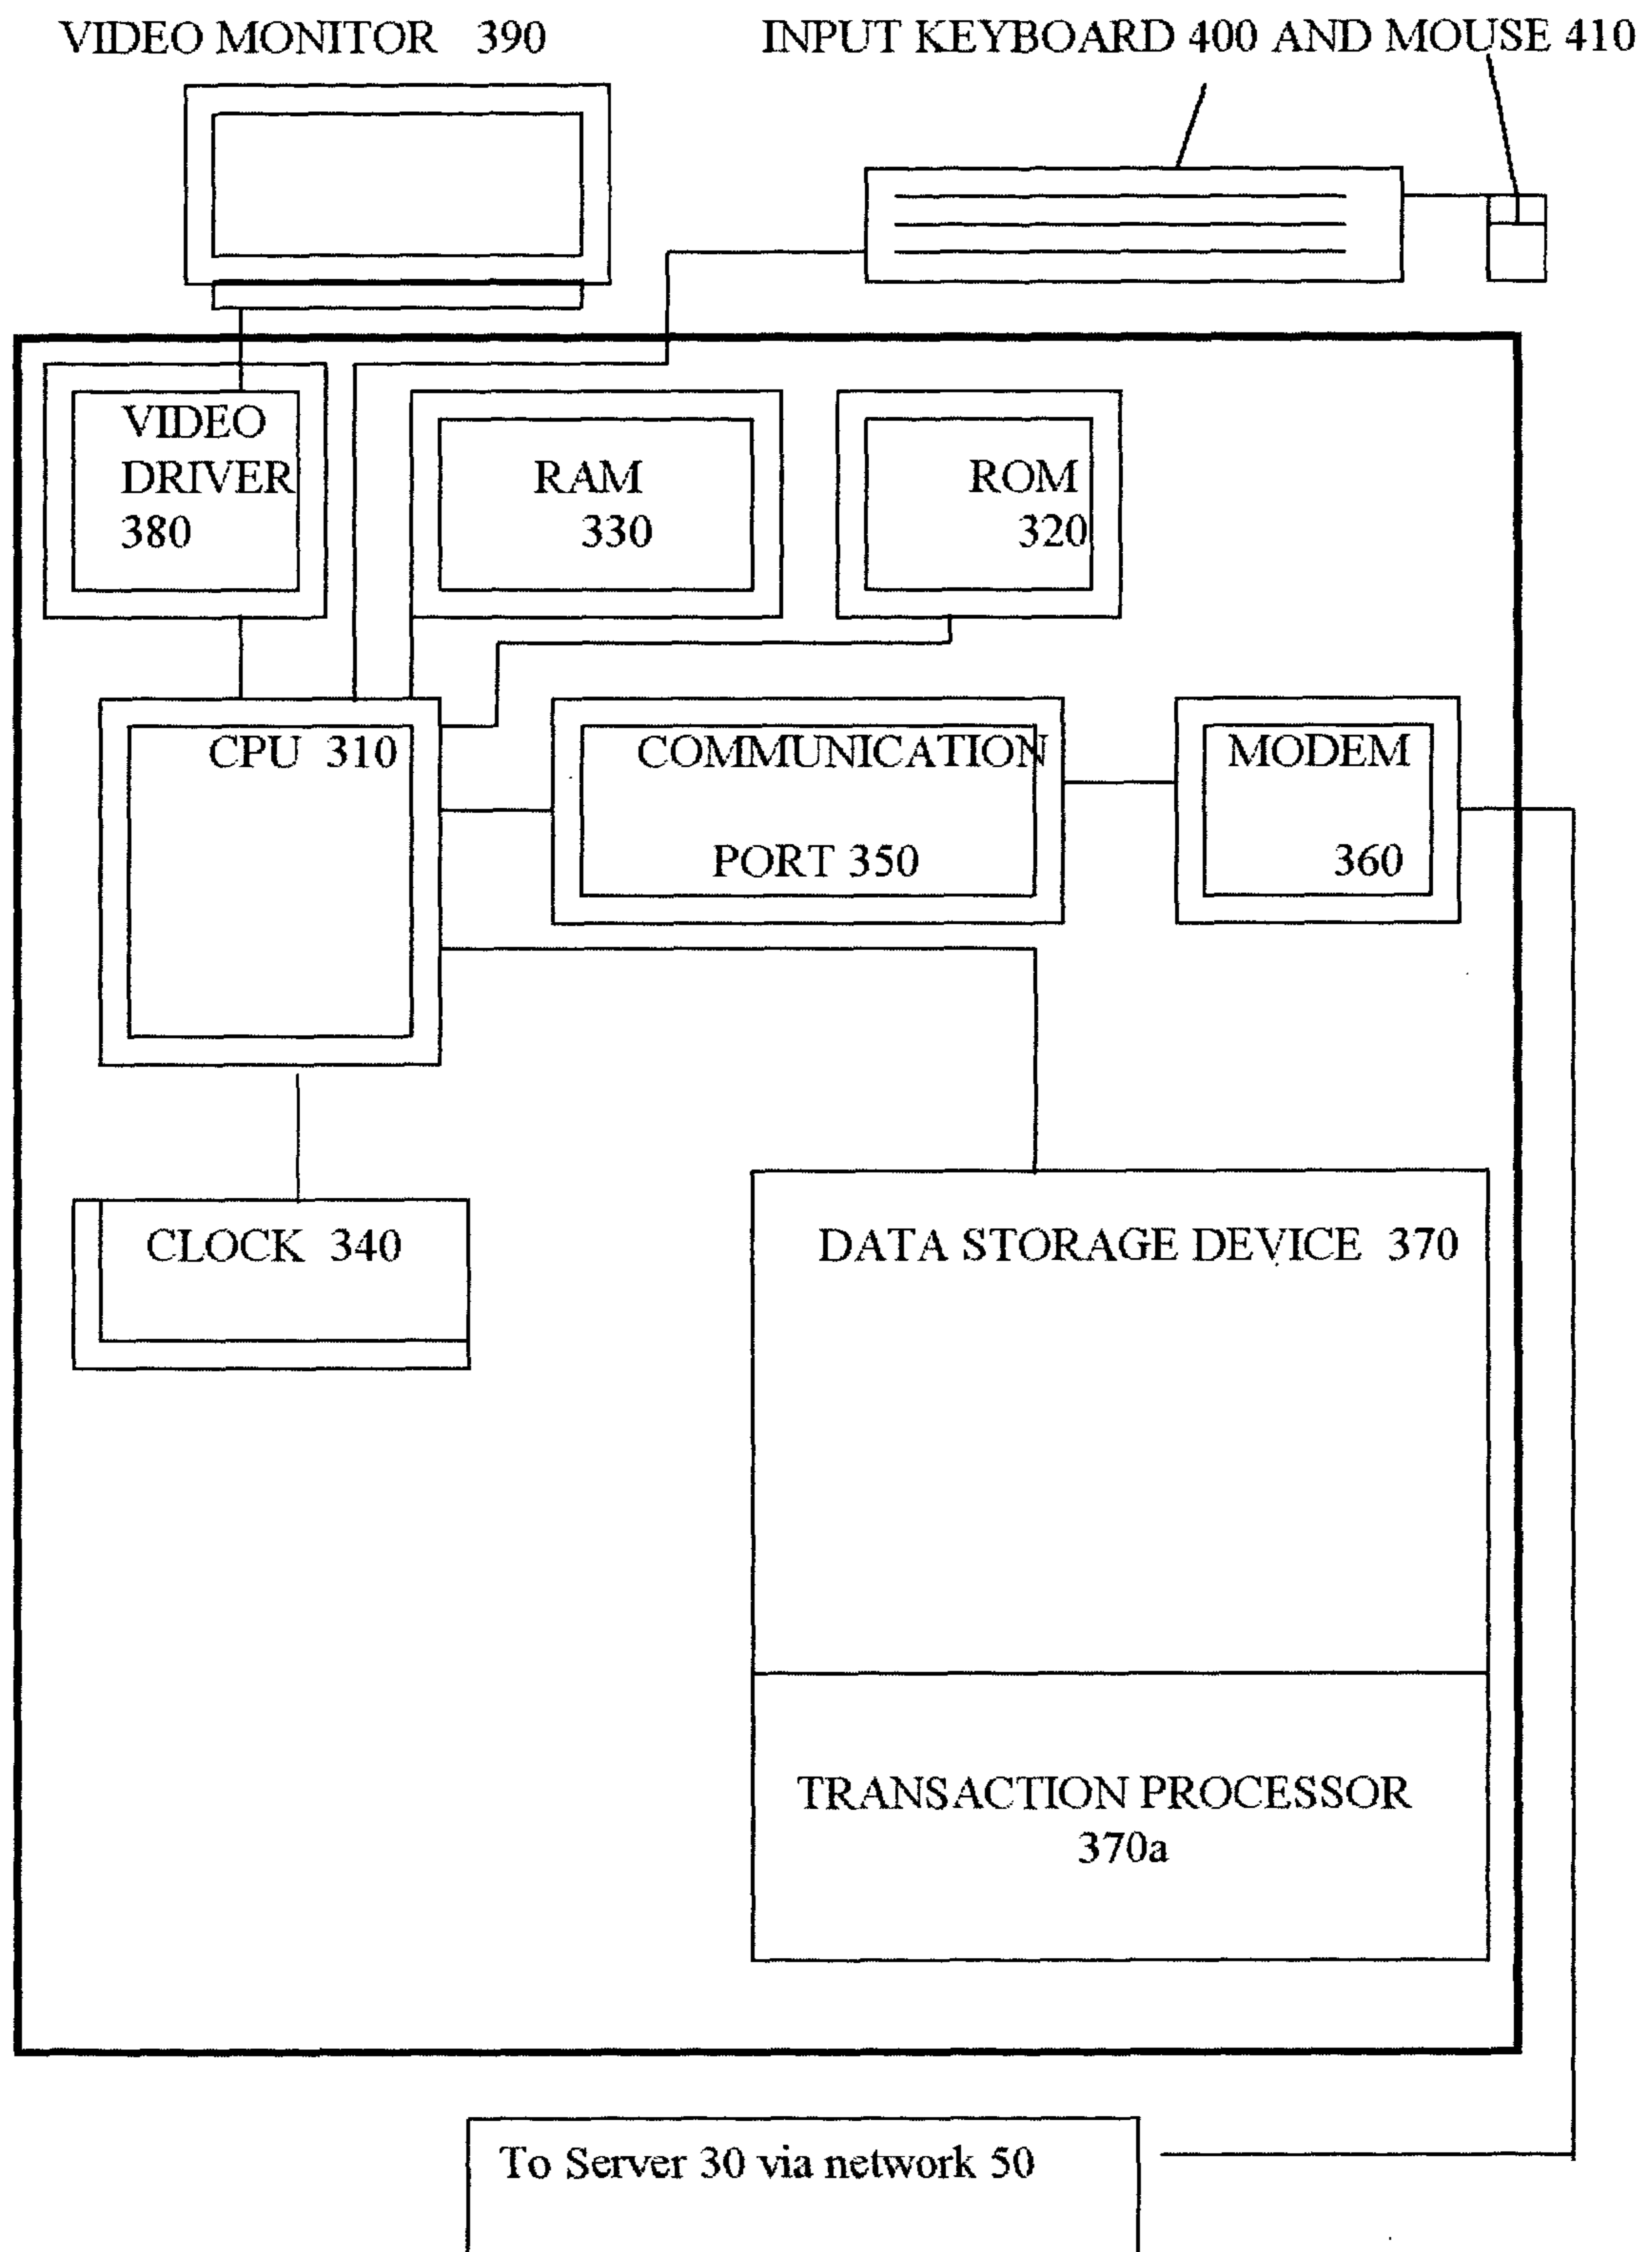 VIDEO MONITOR 390
INPUT KEYBOARD 400 AND MOUSE 410
VIDEO
DRIVER
380
RAM
330
ROM
320
CPU 310
COMMUNICATION
PORT 350
MODEM
360
CLOCK 340
DATA STORAGE DEVICE 370
TRANSACTION PROCESSOR
370a
To Server 30 via network 50